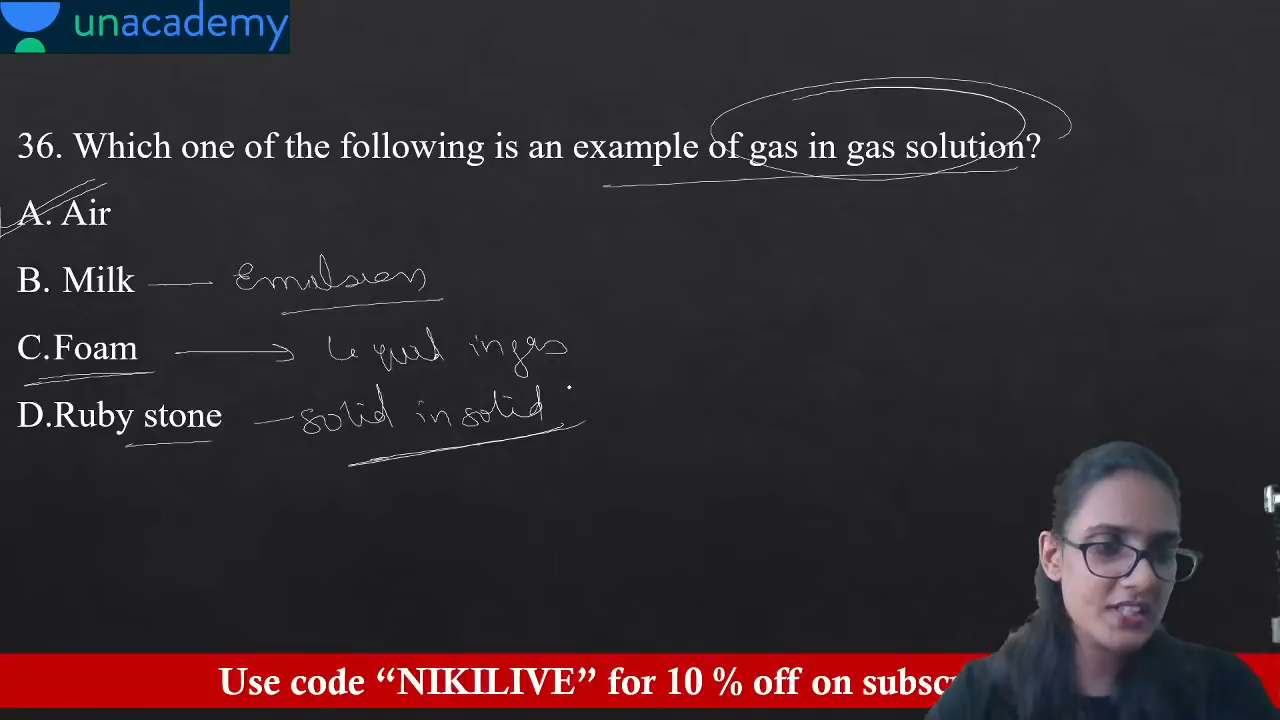 unacademy
36. Which one of the following is an example of gas in gas solution?
A. Air
B. Milk — Emulsion
C.Foam → Liquid in gas
D.Ruby stone — solid in solid
Use code “NIKILIVE” for 10 % off on subscr